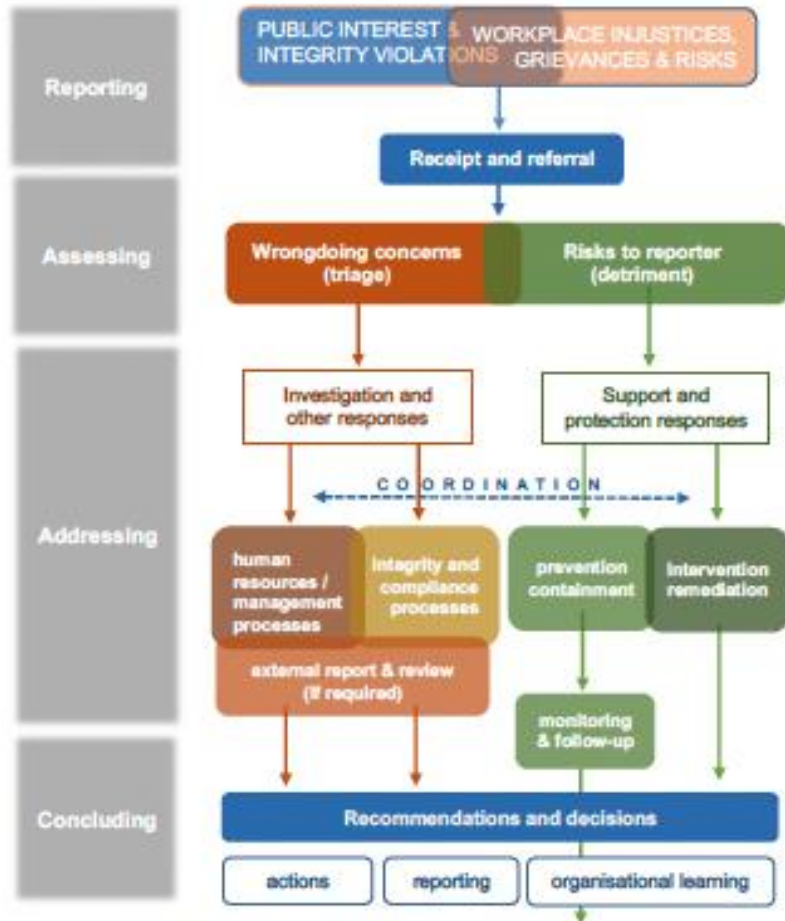 Reporting
PUBLIC INTEREST &
INTEGRITY VIOLATIONS
WORKPLACE INJUSTICES,
GRIEVANCES & RISKS
Receipt and referral
Assessing
Wrongdoing concerns
(triage)
Risks to reporter
(detriment)
Addressing
Investigation and
other responses
Support and
protection responses
COORDINATION
human
resources /
management
processes
integrity and
compliance
processes
prevention
containment
intervention
remediation
external report & review
(if required)
monitoring
& follow-up
Concluding
Recommendations and decisions
actions
reporting
organisational learning